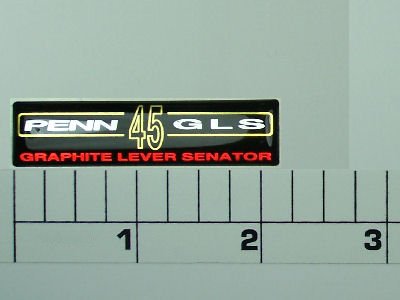 PENN 45 GLS
GRAPHITE LEVER SENATOR
1 2 3